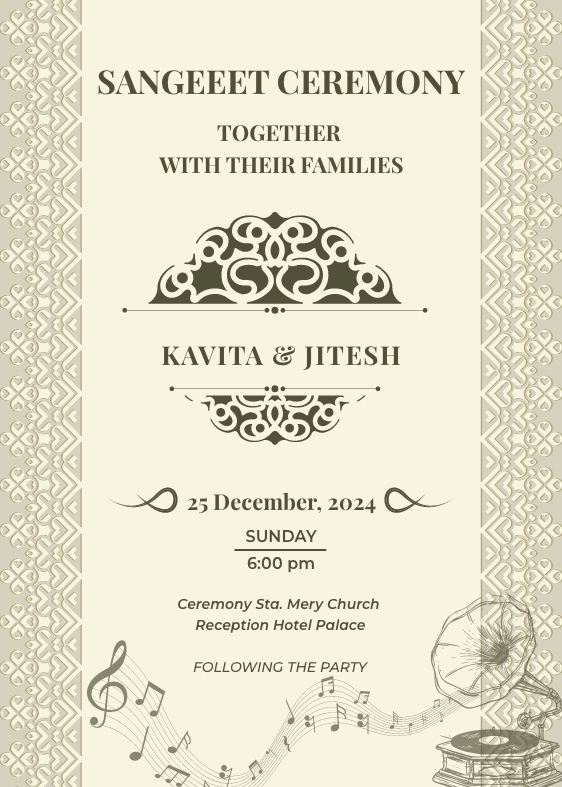 SANGEEET CEREMONY
TOGETHER
WITH THEIR FAMILIES
KAVITA & JITESH
25 December, 2024
SUNDAY
6:00 pm
Ceremony Sta. Mery Church
Reception Hotel Palace
FOLLOWING THE PARTY